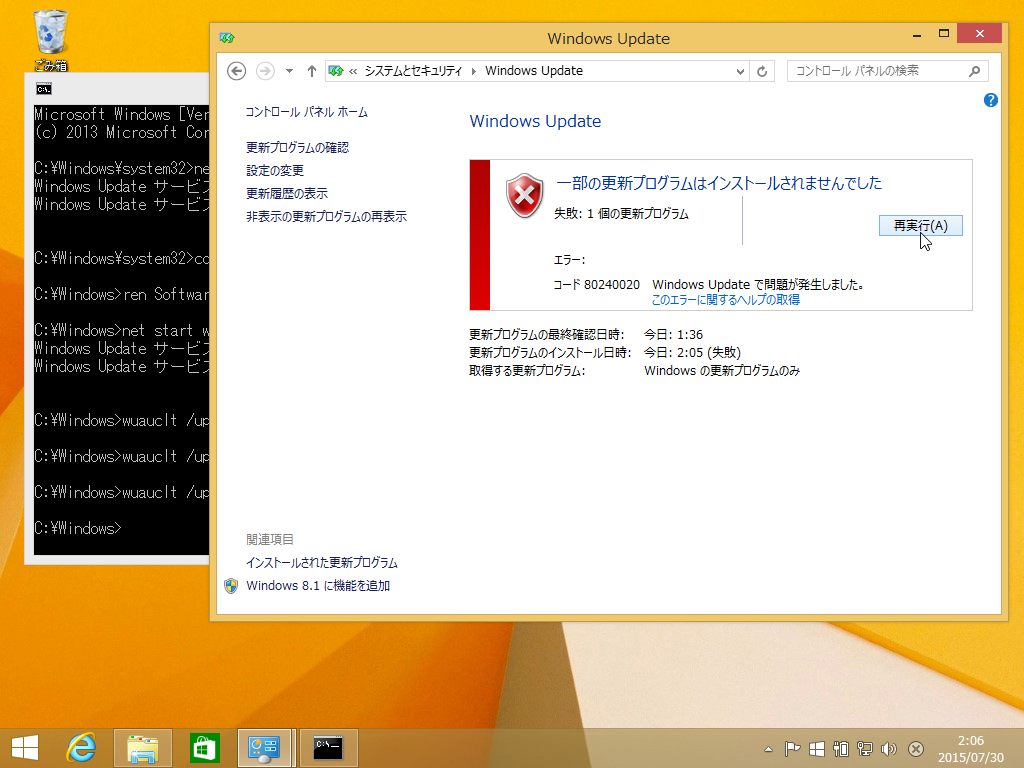 ごみ箱
Windows Update
« システムとセキュリティ ▸ Windows Update
コントロール パネルの検索
コントロール パネル ホーム
更新プログラムの確認
設定の変更
更新履歴の表示
非表示の更新プログラムの再表示
Windows Update
一部の更新プログラムはインストールされませんでした
失敗: 1 個の更新プログラム
再実行(A)
エラー:
コード 80240020 Windows Update で問題が発生しました。
このエラーに関するヘルプの取得
更新プログラムの最終確認日時: 今日: 1:36
更新プログラムのインストール日時: 今日: 2:05 (失敗)
取得する更新プログラム: Windows の更新プログラムのみ
関連項目
インストールされた更新プログラム
Windows 8.1 に機能を追加
Microsoft Windows [Ver
(c) 2013 Microsoft Cor
C:¥Windows¥system32>ne
Windows Update サービス
Windows Update サービス
C:¥Windows¥system32>co
C:¥Windows>ren Softwar
C:¥Windows>net start w
Windows Update サービス
Windows Update サービス
C:¥Windows>wuauclt /up
C:¥Windows>wuauclt /up
C:¥Windows>wuauclt /up
C:¥Windows>
2:06
2015/07/30